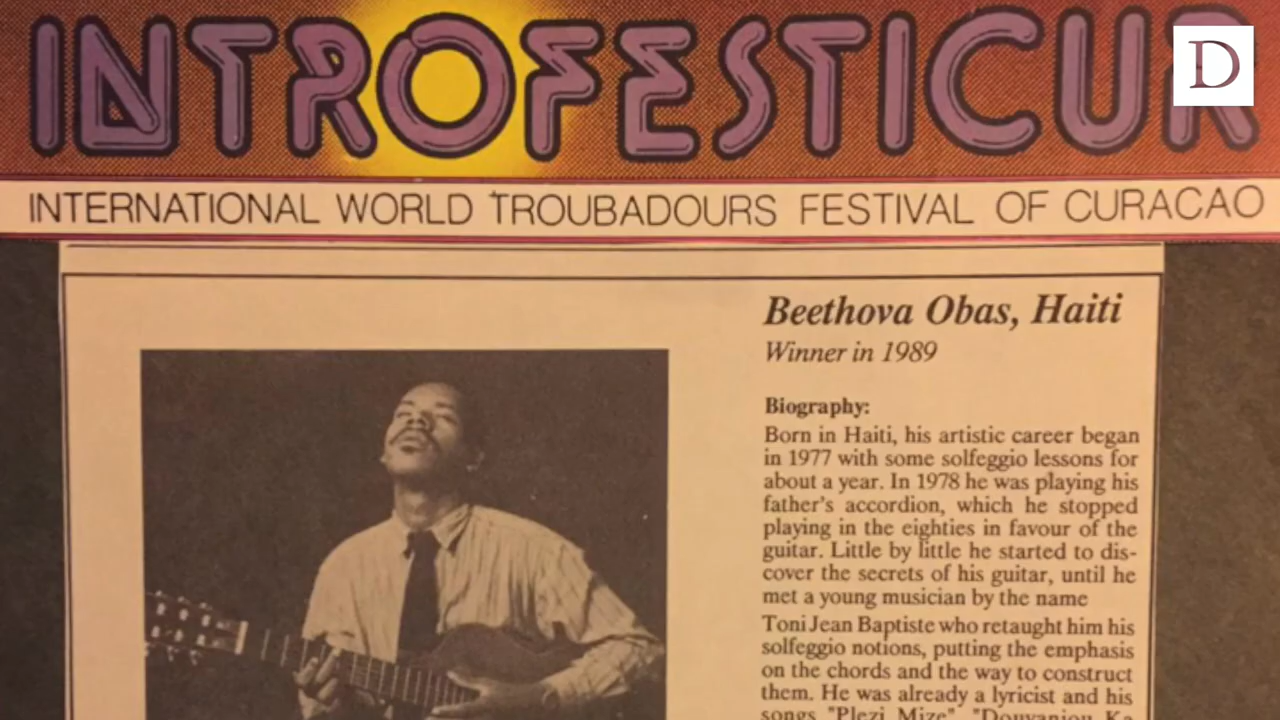 INTROFESTICUR
D
INTERNATIONAL WORLD TROUBADOURS FESTIVAL OF CURACAO
Beethova Obas, Haiti
Winner in 1989
Biography:
Born in Haiti, his artistic career began
in 1977 with some solfeggio lessons for
about a year. In 1978 he was playing his
father's accordion, which he stopped
playing in the eighties in favour of the
guitar. Little by little he started to dis-
cover the secrets of his guitar, until he
met a young musician by the name
Toni Jean Baptiste who retaught him his
solfeggio notions, putting the emphasis
on the chords and the way to construct
them. He was already a lyricist and his
songs "Plezi Mize", "Douvanjou Ke